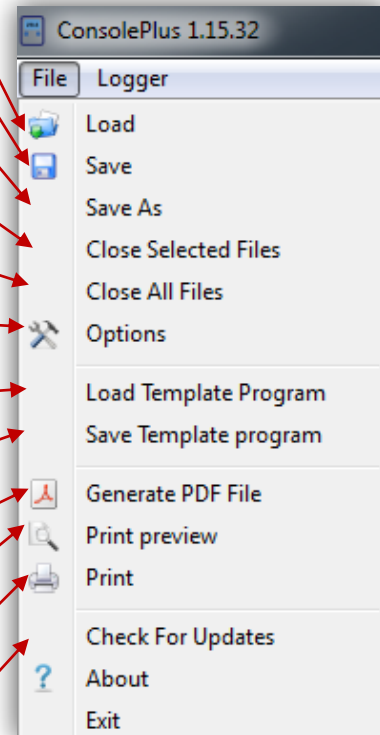 ConsolePlus 1.15.32
File Logger
Load
Save
Save As
Close Selected Files
Close All Files
Options
Load Template Program
Save Template program
Generate PDF File
Print preview
Print
Check For Updates
About
Exit